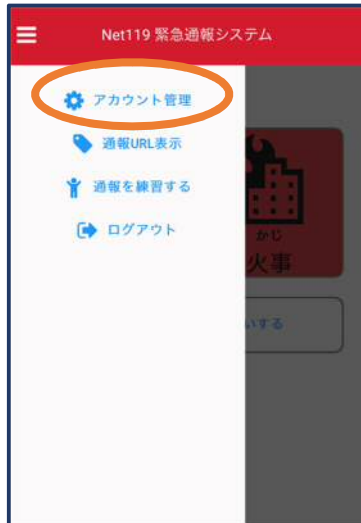 Net119 緊急通報システム
アカウント管理
通報URL表示
通報を練習する
ログアウト
かじ
火事
いする